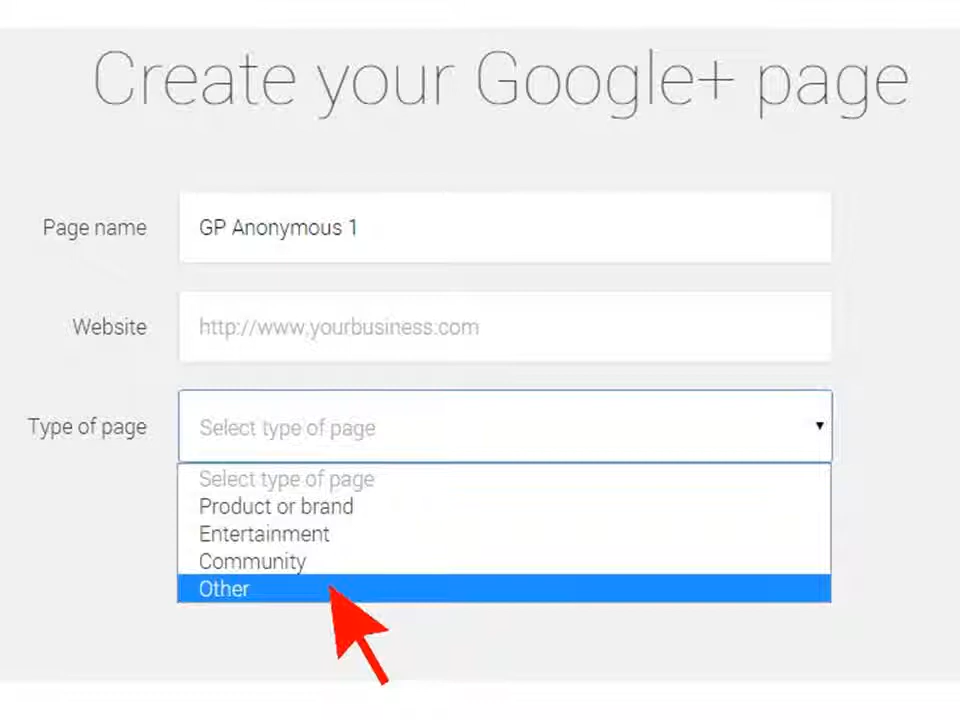 Create your Google+ page
Page name
GP Anonymous 1
Website
http://www.yourbusiness.com
Type of page
Select type of page
Select type of page
Product or brand
Entertainment
Community
Other